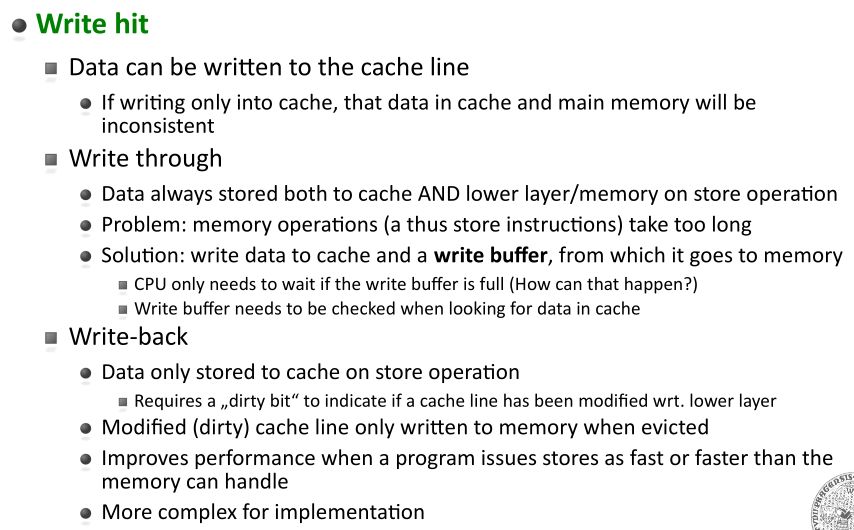 Write hit
Data can be written to the cache line
If writing only into cache, that data in cache and main memory will be
inconsistent
Write through
Data always stored both to cache AND lower layer/memory on store operation
Problem: memory operations (a thus store instructions) take too long
Solution: write data to cache and a write buffer, from which it goes to memory
CPU only needs to wait if the write buffer is full (How can that happen?)
Write buffer needs to be checked when looking for data in cache
Write-back
Data only stored to cache on store operation
Requires a „dirty bit“ to indicate if a cache line has been modified wrt. lower layer
Modified (dirty) cache line only written to memory when evicted
Improves performance when a program issues stores as fast or faster than the
memory can handle
More complex for implementation